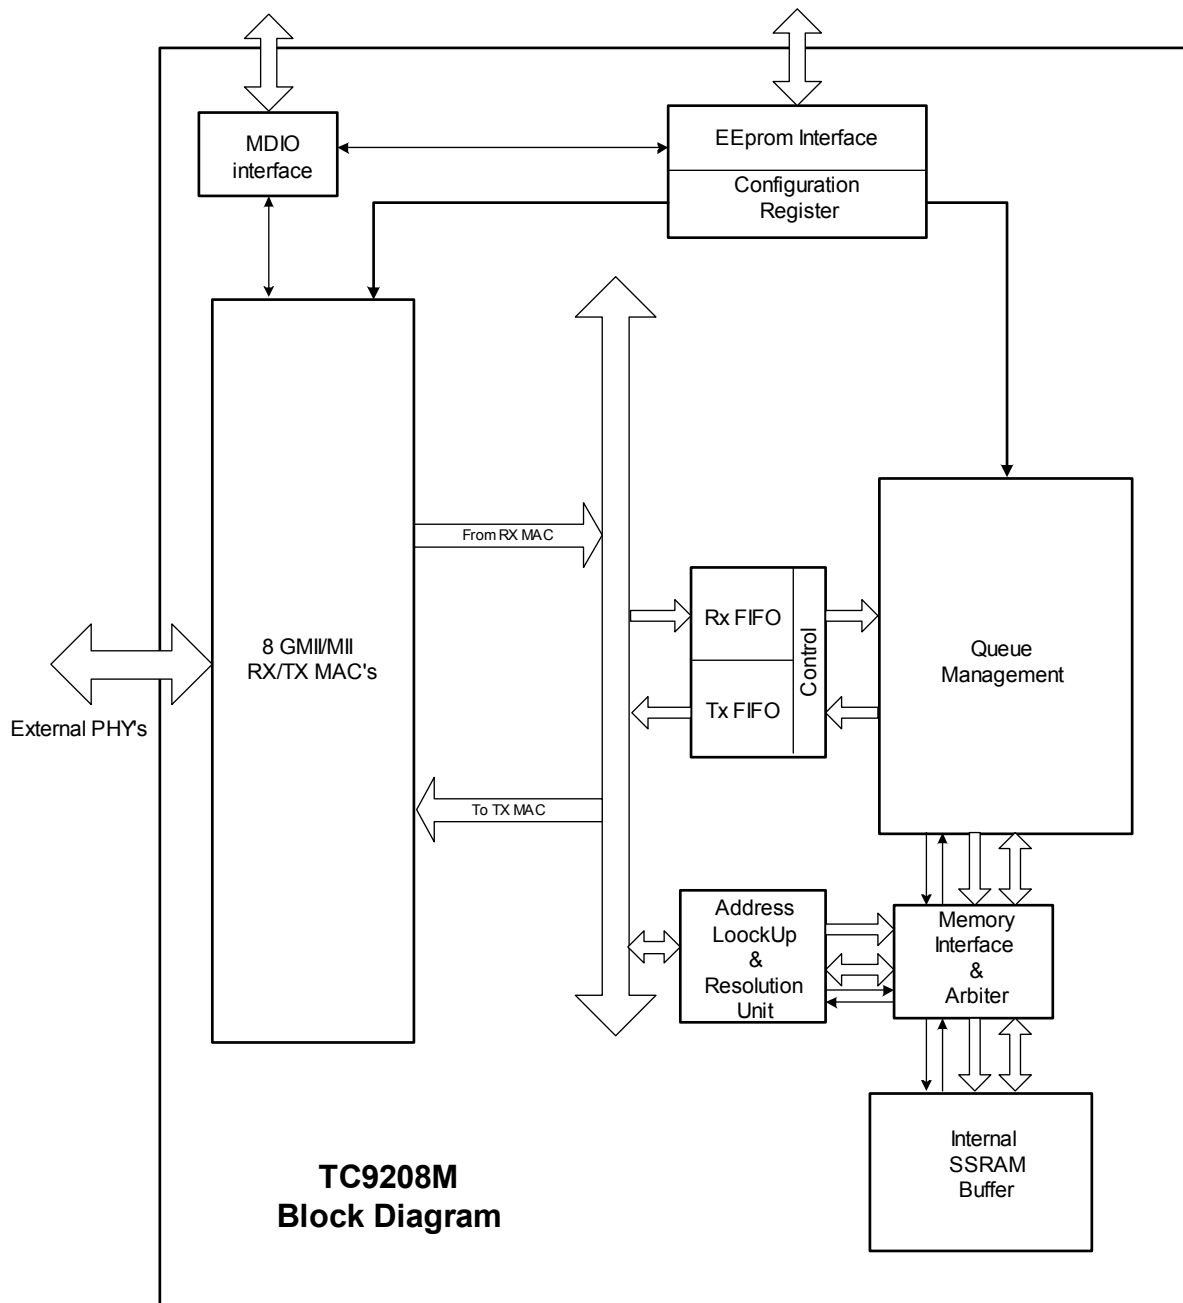 MDIO
interface
EEprom Interface
Configuration
Register
From RX MAC
8 GMII/MII
RX/TX MAC's
External PHY's
Rx FIFO
Tx FIFO
Control
Queue
Management
To TX MAC
Address
LoockUp
&
Resolution
Unit
Memory
Interface
&
Arbiter
Internal
SSRAM
Buffer
TC9208M
Block Diagram